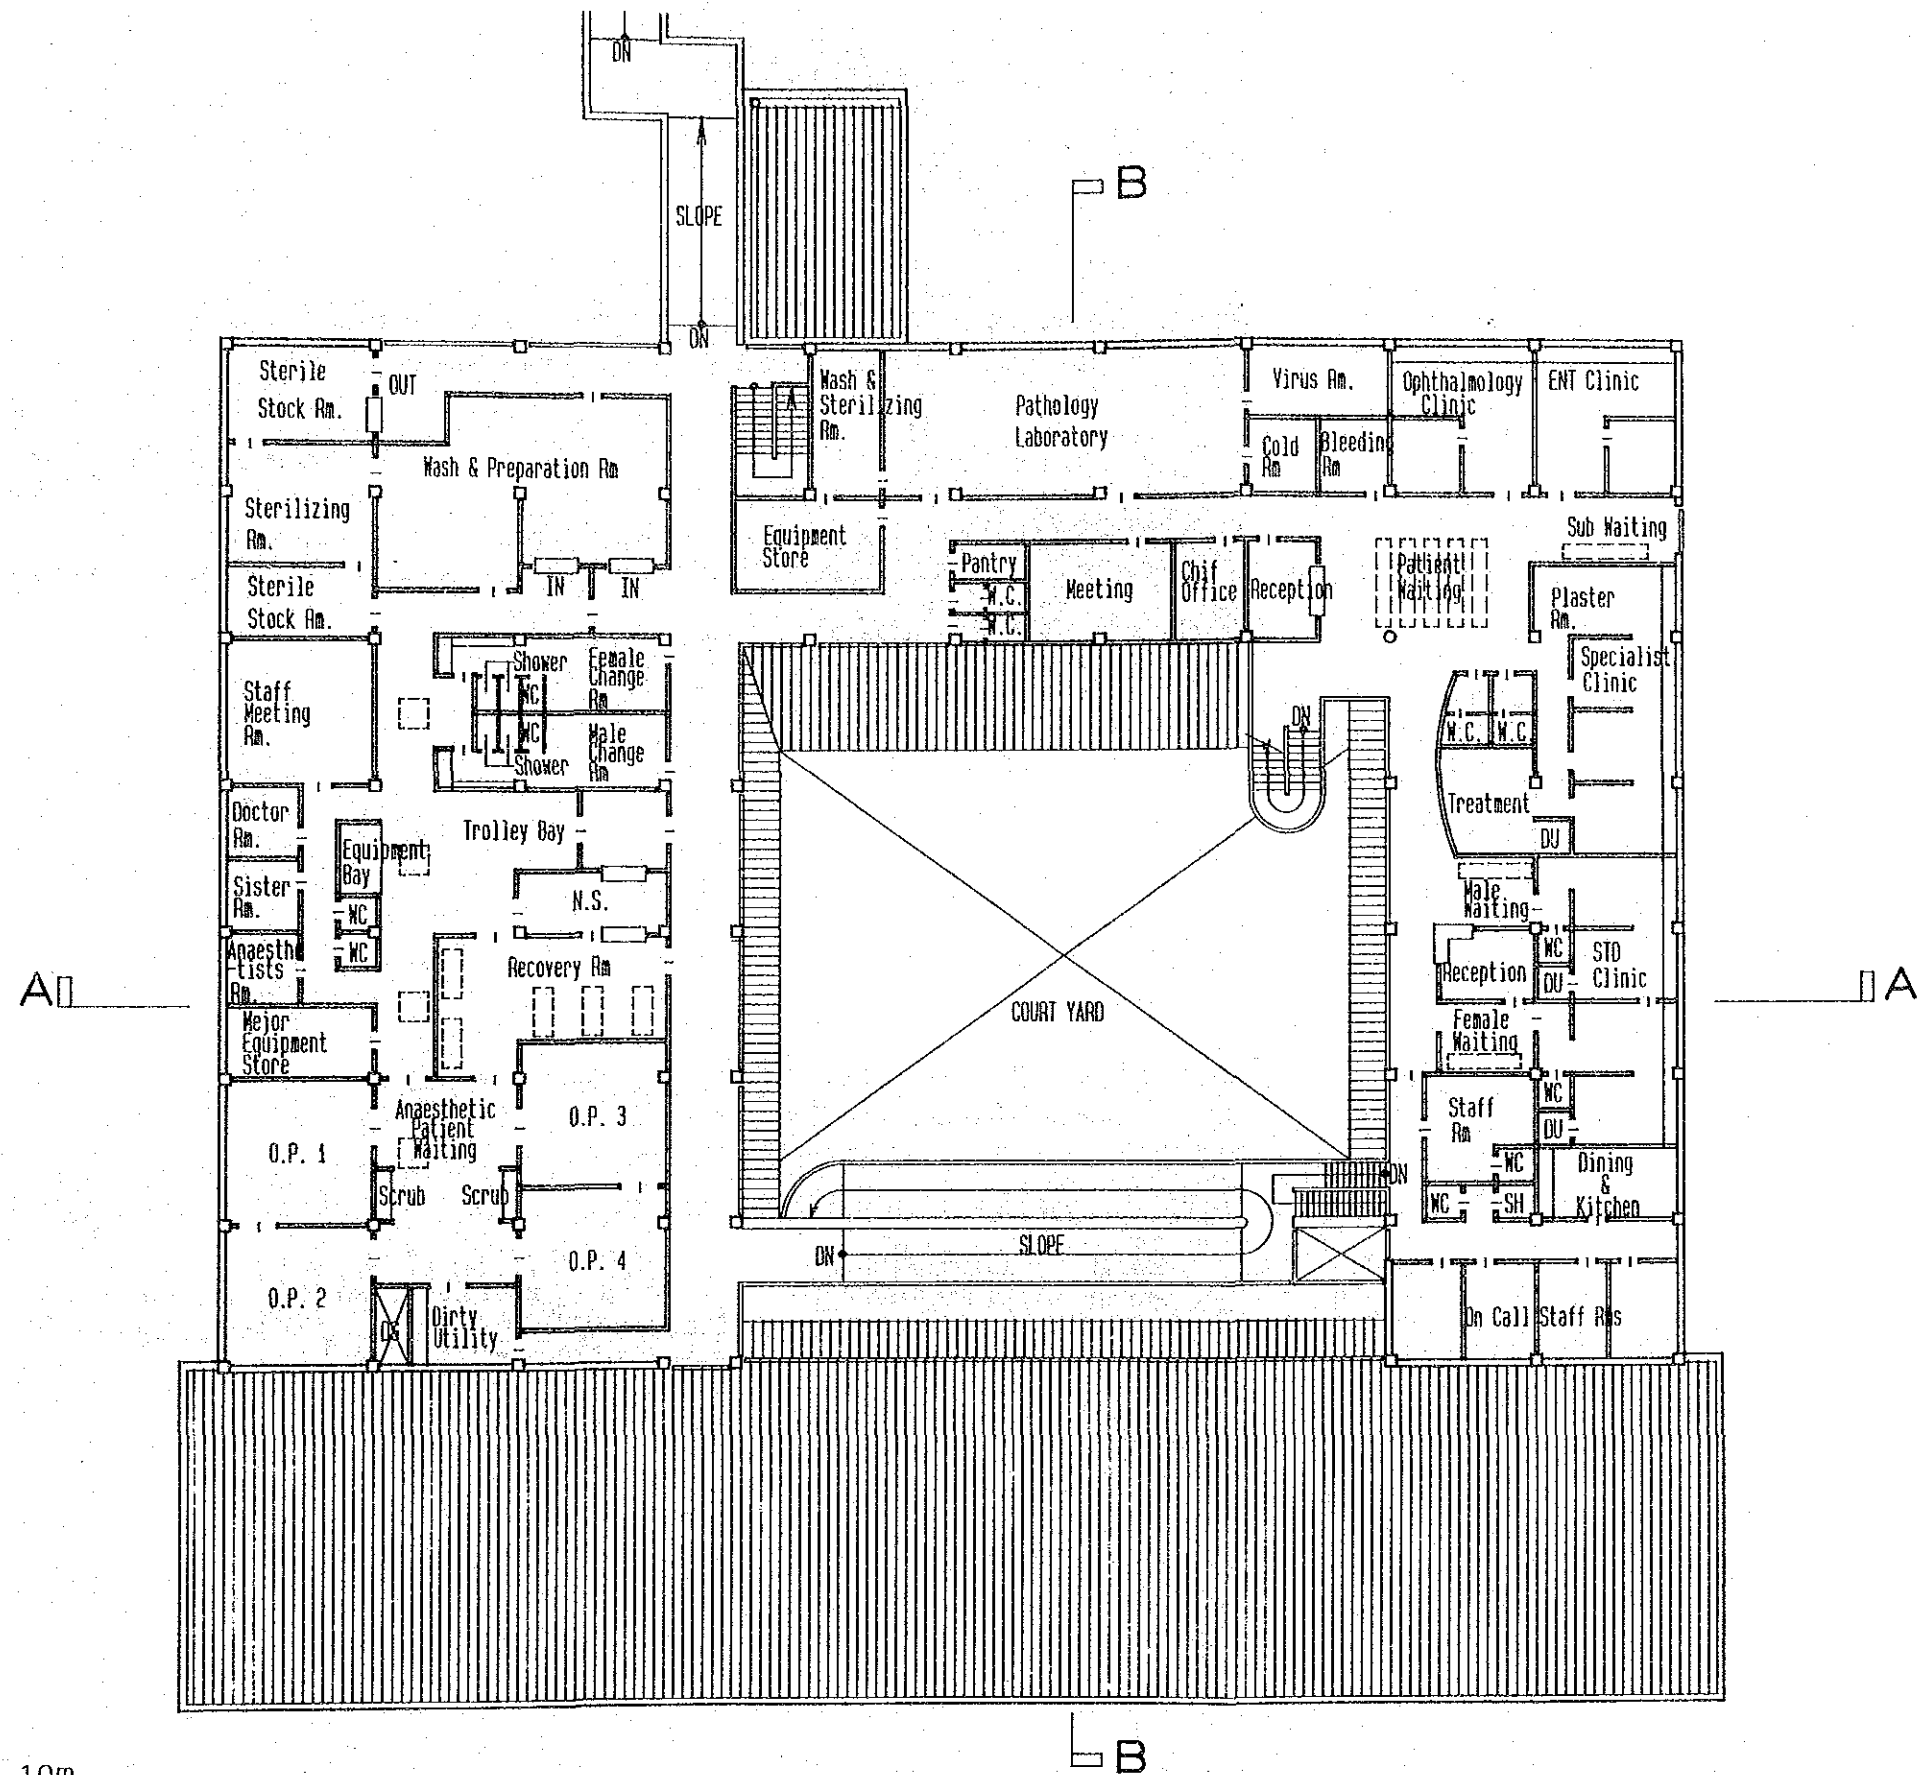 DN
B
SLOPE
DN
Sterile
Stock Rm.
OUT
Wash & Preparation Rm
Sterilizing
Rm.
Sterile
Stock Rm.
IN
IN
Wash &
Sterilizing
Rm.
Pathology
Laboratory
Virus Rm.
Cold
Rm
Bleeding
Rm
Ophthalmology
Clinic
ENT Clinic
Equipment
Store
Pantry
W.C.
W.C.
Meeting
Chif
Office
Reception
Patient
Waiting
Sub Waiting
Plaster
Rm.
Specialist
Clinic
Staff
Meeting
Rm.
Shower
WC
Female
Change
Rm
WC
Shower
Male
Change
Rm
DN
W.C.
W.C.
Treatment
DU
Doctor
Rm.
Equipment
Bay
Trolley Bay
Sister
Rm.
WC
WC
N.S.
Male
Waiting
Anaesthe
-tists
Rm.
Recovery Rm
A
A
COURT YARD
Reception
WC
DU
STD
Clinic
Female
Waiting
Mejor
Equipment
Store
Anaesthetic
Patient
Waiting
O.P. 1
O.P. 3
Scrub
Scrub
Staff
Rm
WC
DU
WC
WC
SH
Dining
&
Kitchen
DN
DN
SLOPE
O.P. 2
O.P. 4
Dirty
Utility
On Call Staff Rms
B
10m